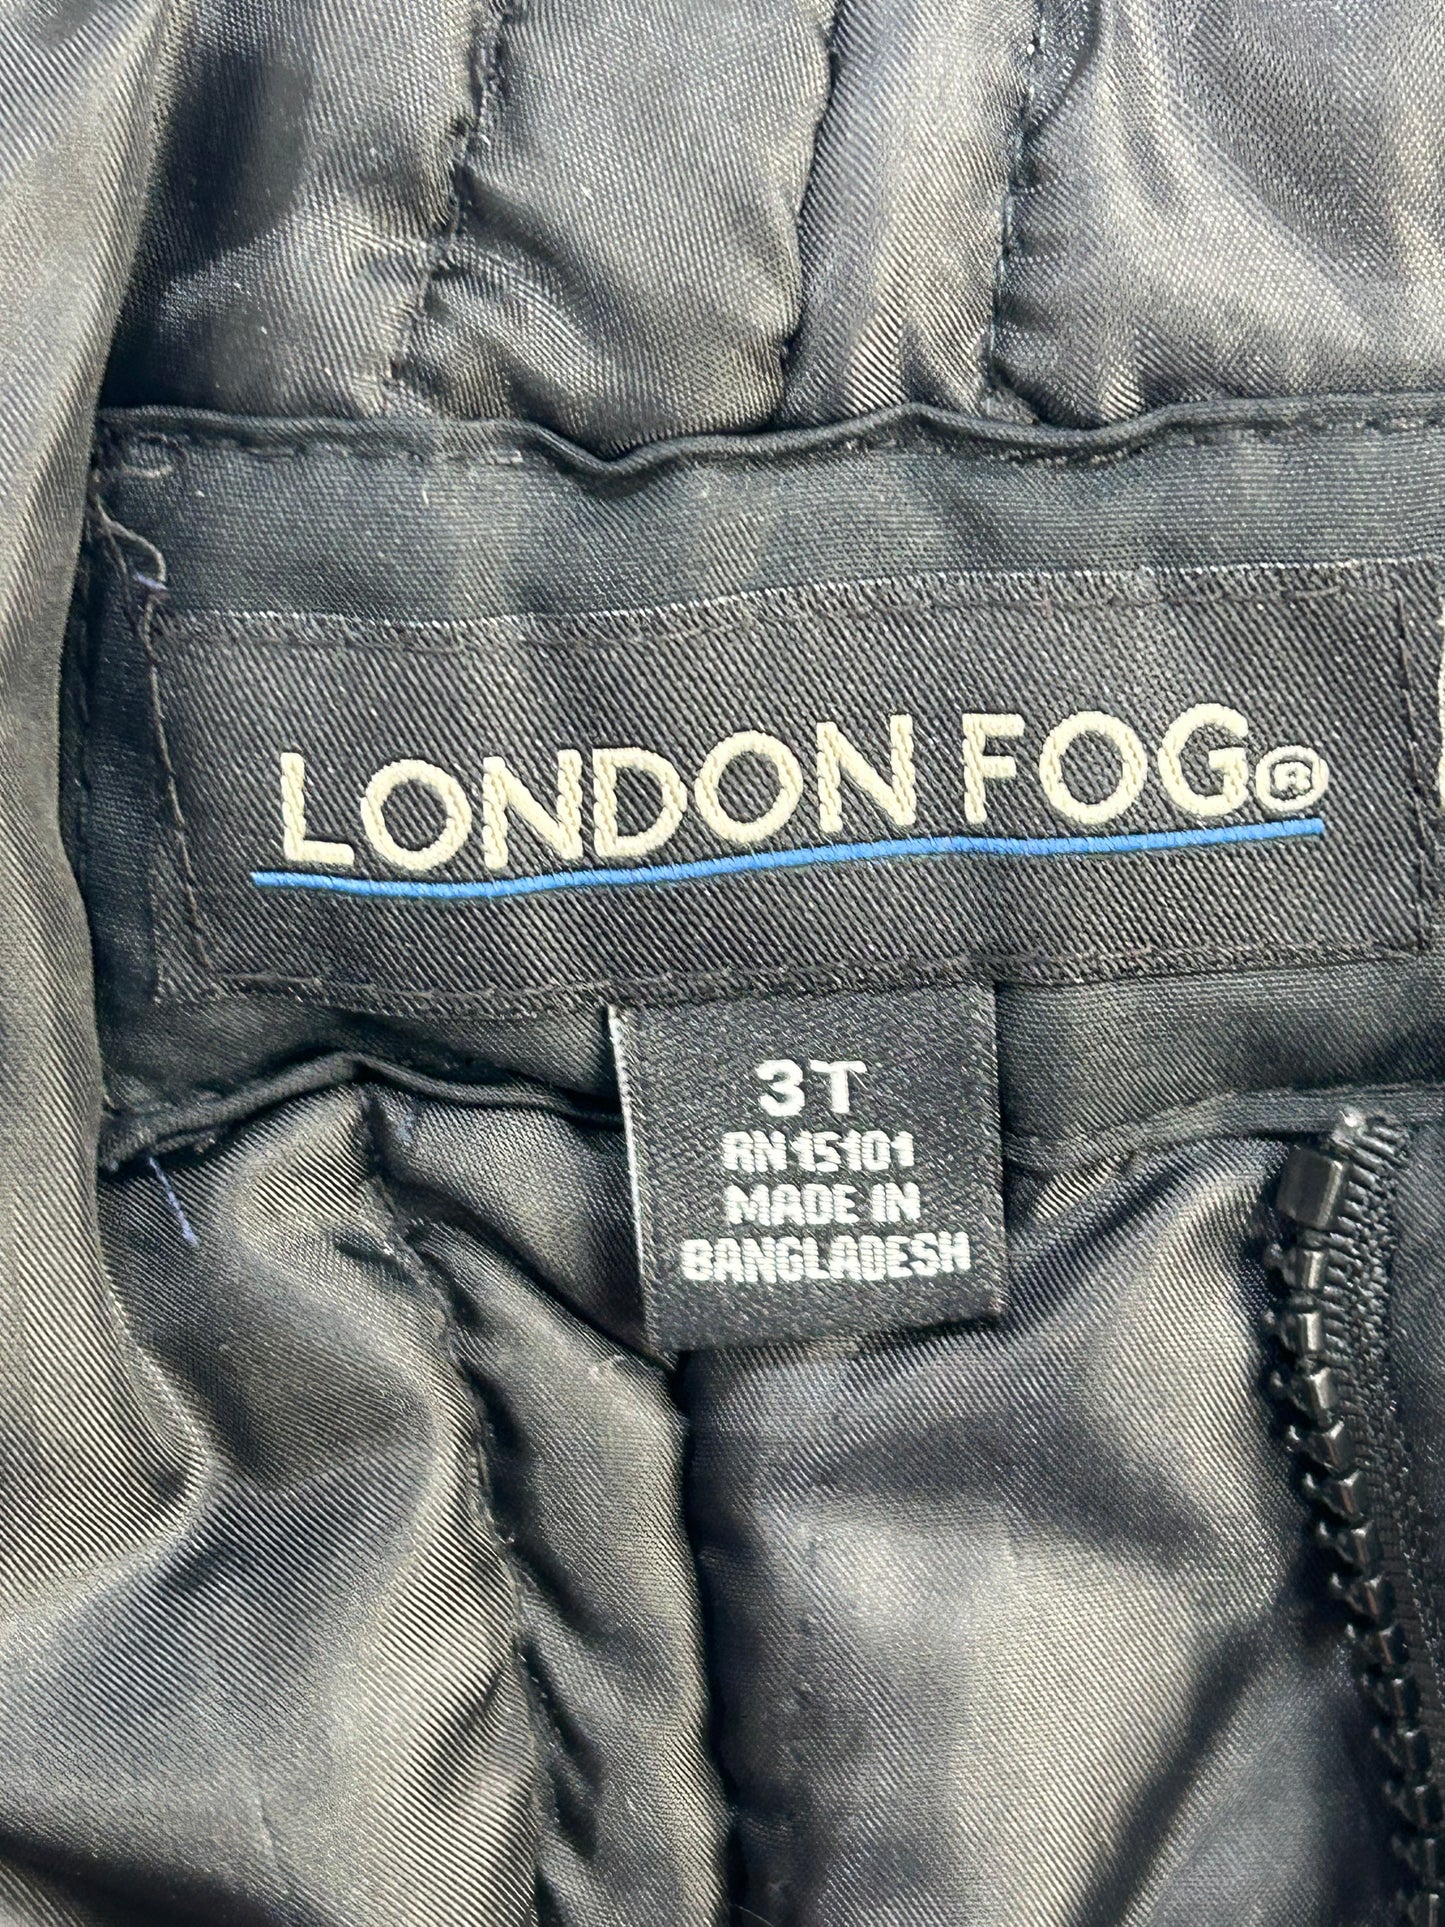 LONDON FOG®
3T
RN 15101
MADE IN
BANGLADESH